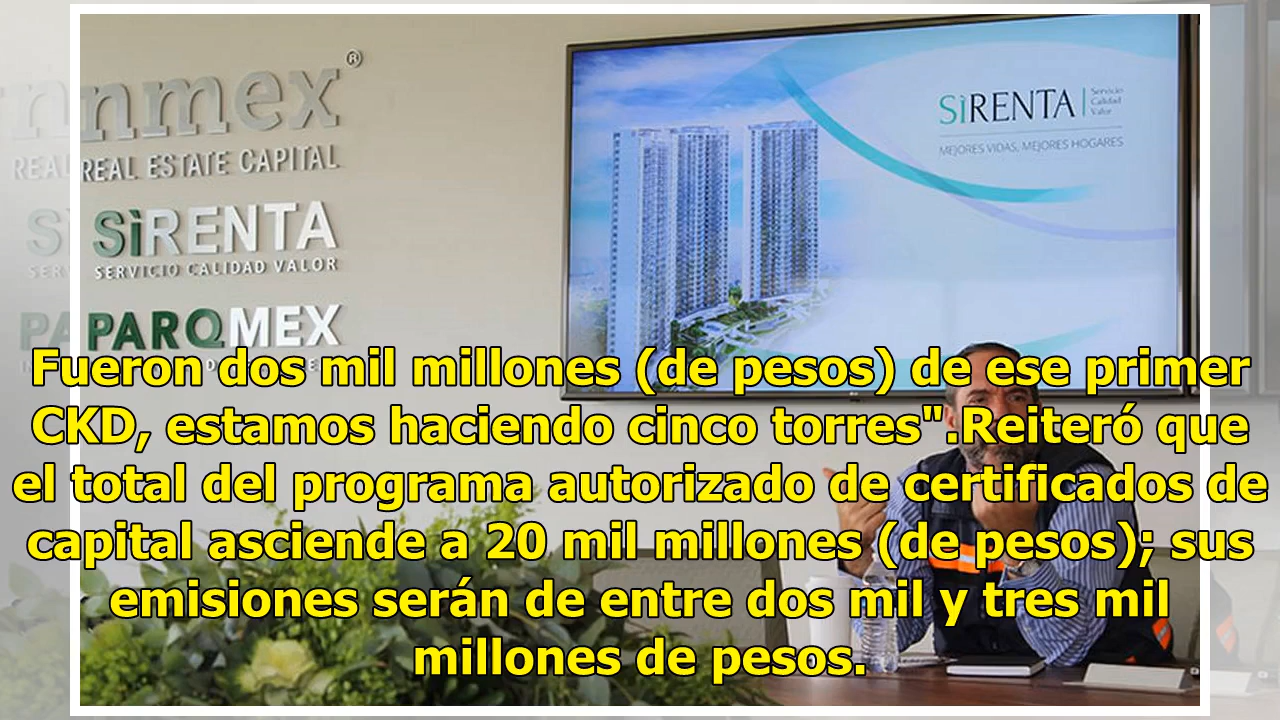 nnmex®
REAL ESTATE CAPITAL
SìRENTA
SERVICIO CALIDAD VALOR
PARQMEX
SìRENTA
Servicio
Calidad
Valor
MEJORES VIDAS, MEJORES HOGARES
Fueron dos mil millones (de pesos) de ese primer
CKD, estamos haciendo cinco torres".Reiteró que
el total del programa autorizado de certificados de
capital asciende a 20 mil millones (de pesos); sus
emisiones serán de entre dos mil y tres mil
millones de pesos.